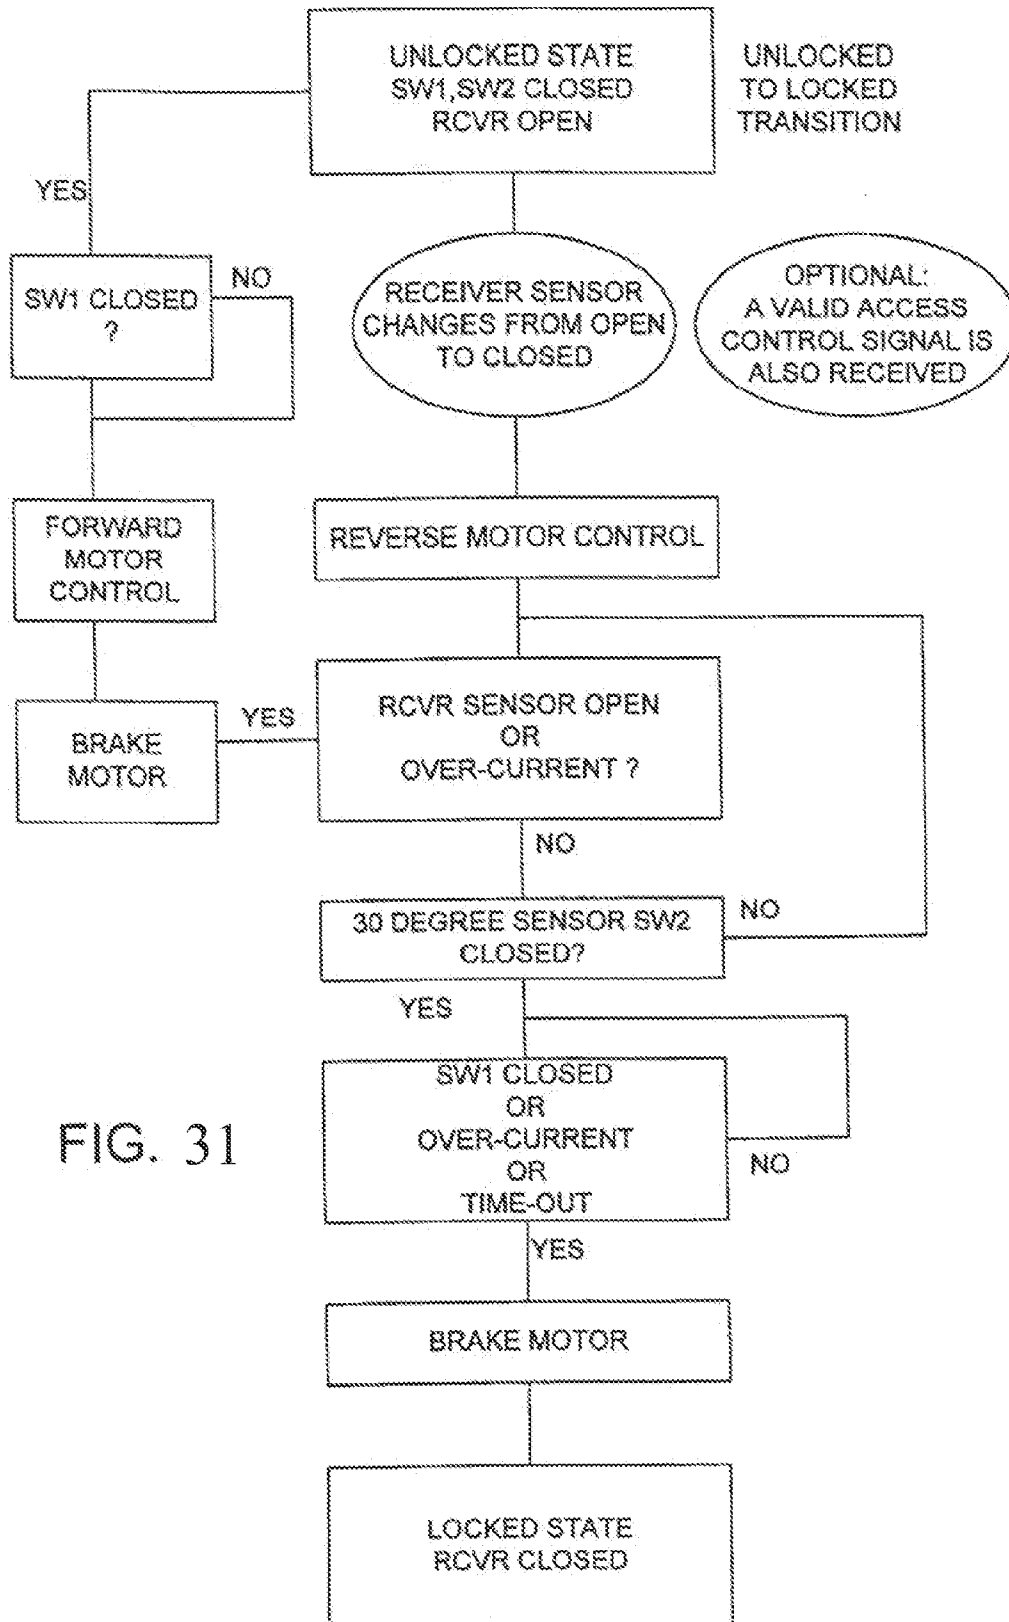 UNLOCKED STATE
SW1,SW2 CLOSED
RCVR OPEN
UNLOCKED
TO LOCKED
TRANSITION
YES
SW1 CLOSED
?
NO
RECEIVER SENSOR
CHANGES FROM OPEN
TO CLOSED
OPTIONAL:
A VALID ACCESS
CONTROL SIGNAL IS
ALSO RECEIVED
FORWARD
MOTOR
CONTROL
REVERSE MOTOR CONTROL
BRAKE
MOTOR
YES
RCVR SENSOR OPEN
OR
OVER-CURRENT ?
NO
30 DEGREE SENSOR SW2
CLOSED?
NO
YES
SW1 CLOSED
OR
OVER-CURRENT
OR
TIME-OUT
NO
YES
FIG. 31
BRAKE MOTOR
LOCKED STATE
RCVR CLOSED